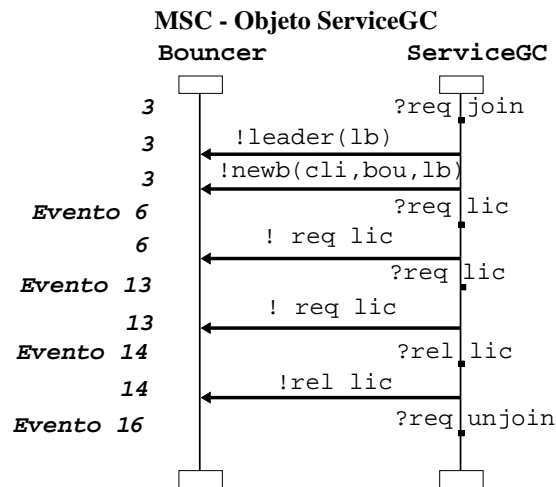 MSC - Objeto ServiceGC
Bouncer ServiceGC
3 ?req join
3 !leader(lb)
3 !newb(cli,bou,lb)
Evento 6 ?req lic
6 ! req lic
Evento 13 ?req lic
13 ! req lic
Evento 14 ?rel lic
14 !rel lic
Evento 16 ?req unjoin